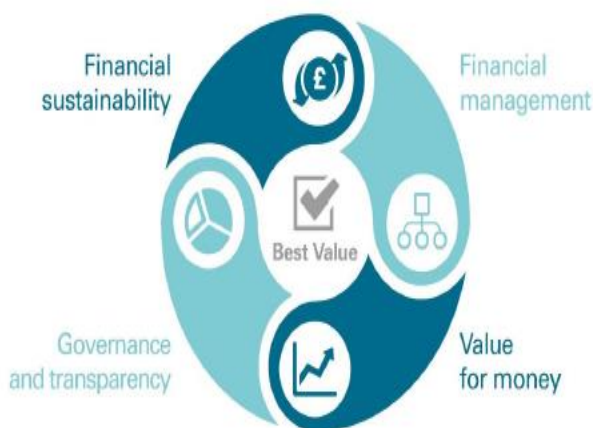 Financial
sustainability
£
Financial
management
Best Value
Governance
and transparency
Value
for money